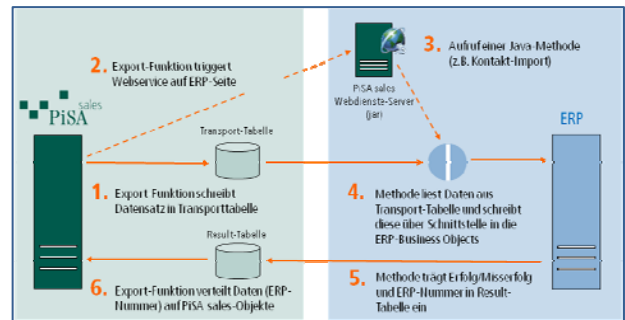 2. Export-Funktion triggert
Webservice auf ERP-Seite
3. Aufruf einer Java-Methode
(z.B. Kontakt-Import)
PiSA sales
PiSA sales
Webdienste-Server
(jar)
ERP
Transport-Tabelle
1. Export-Funktion schreibt
Datensatz in Transporttabelle
4. Methode liest Daten aus
Transport-Tabelle und schreibt
diese über Schnittstelle in die
ERP-Business Objects
Result-Tabelle
6. Export-Funktion verteilt Daten (ERP-
Nummer) auf PiSA sales-Objekte
5. Methode trägt Erfolg/Misserfolg
und ERP-Nummer in Result-
Tabelle ein